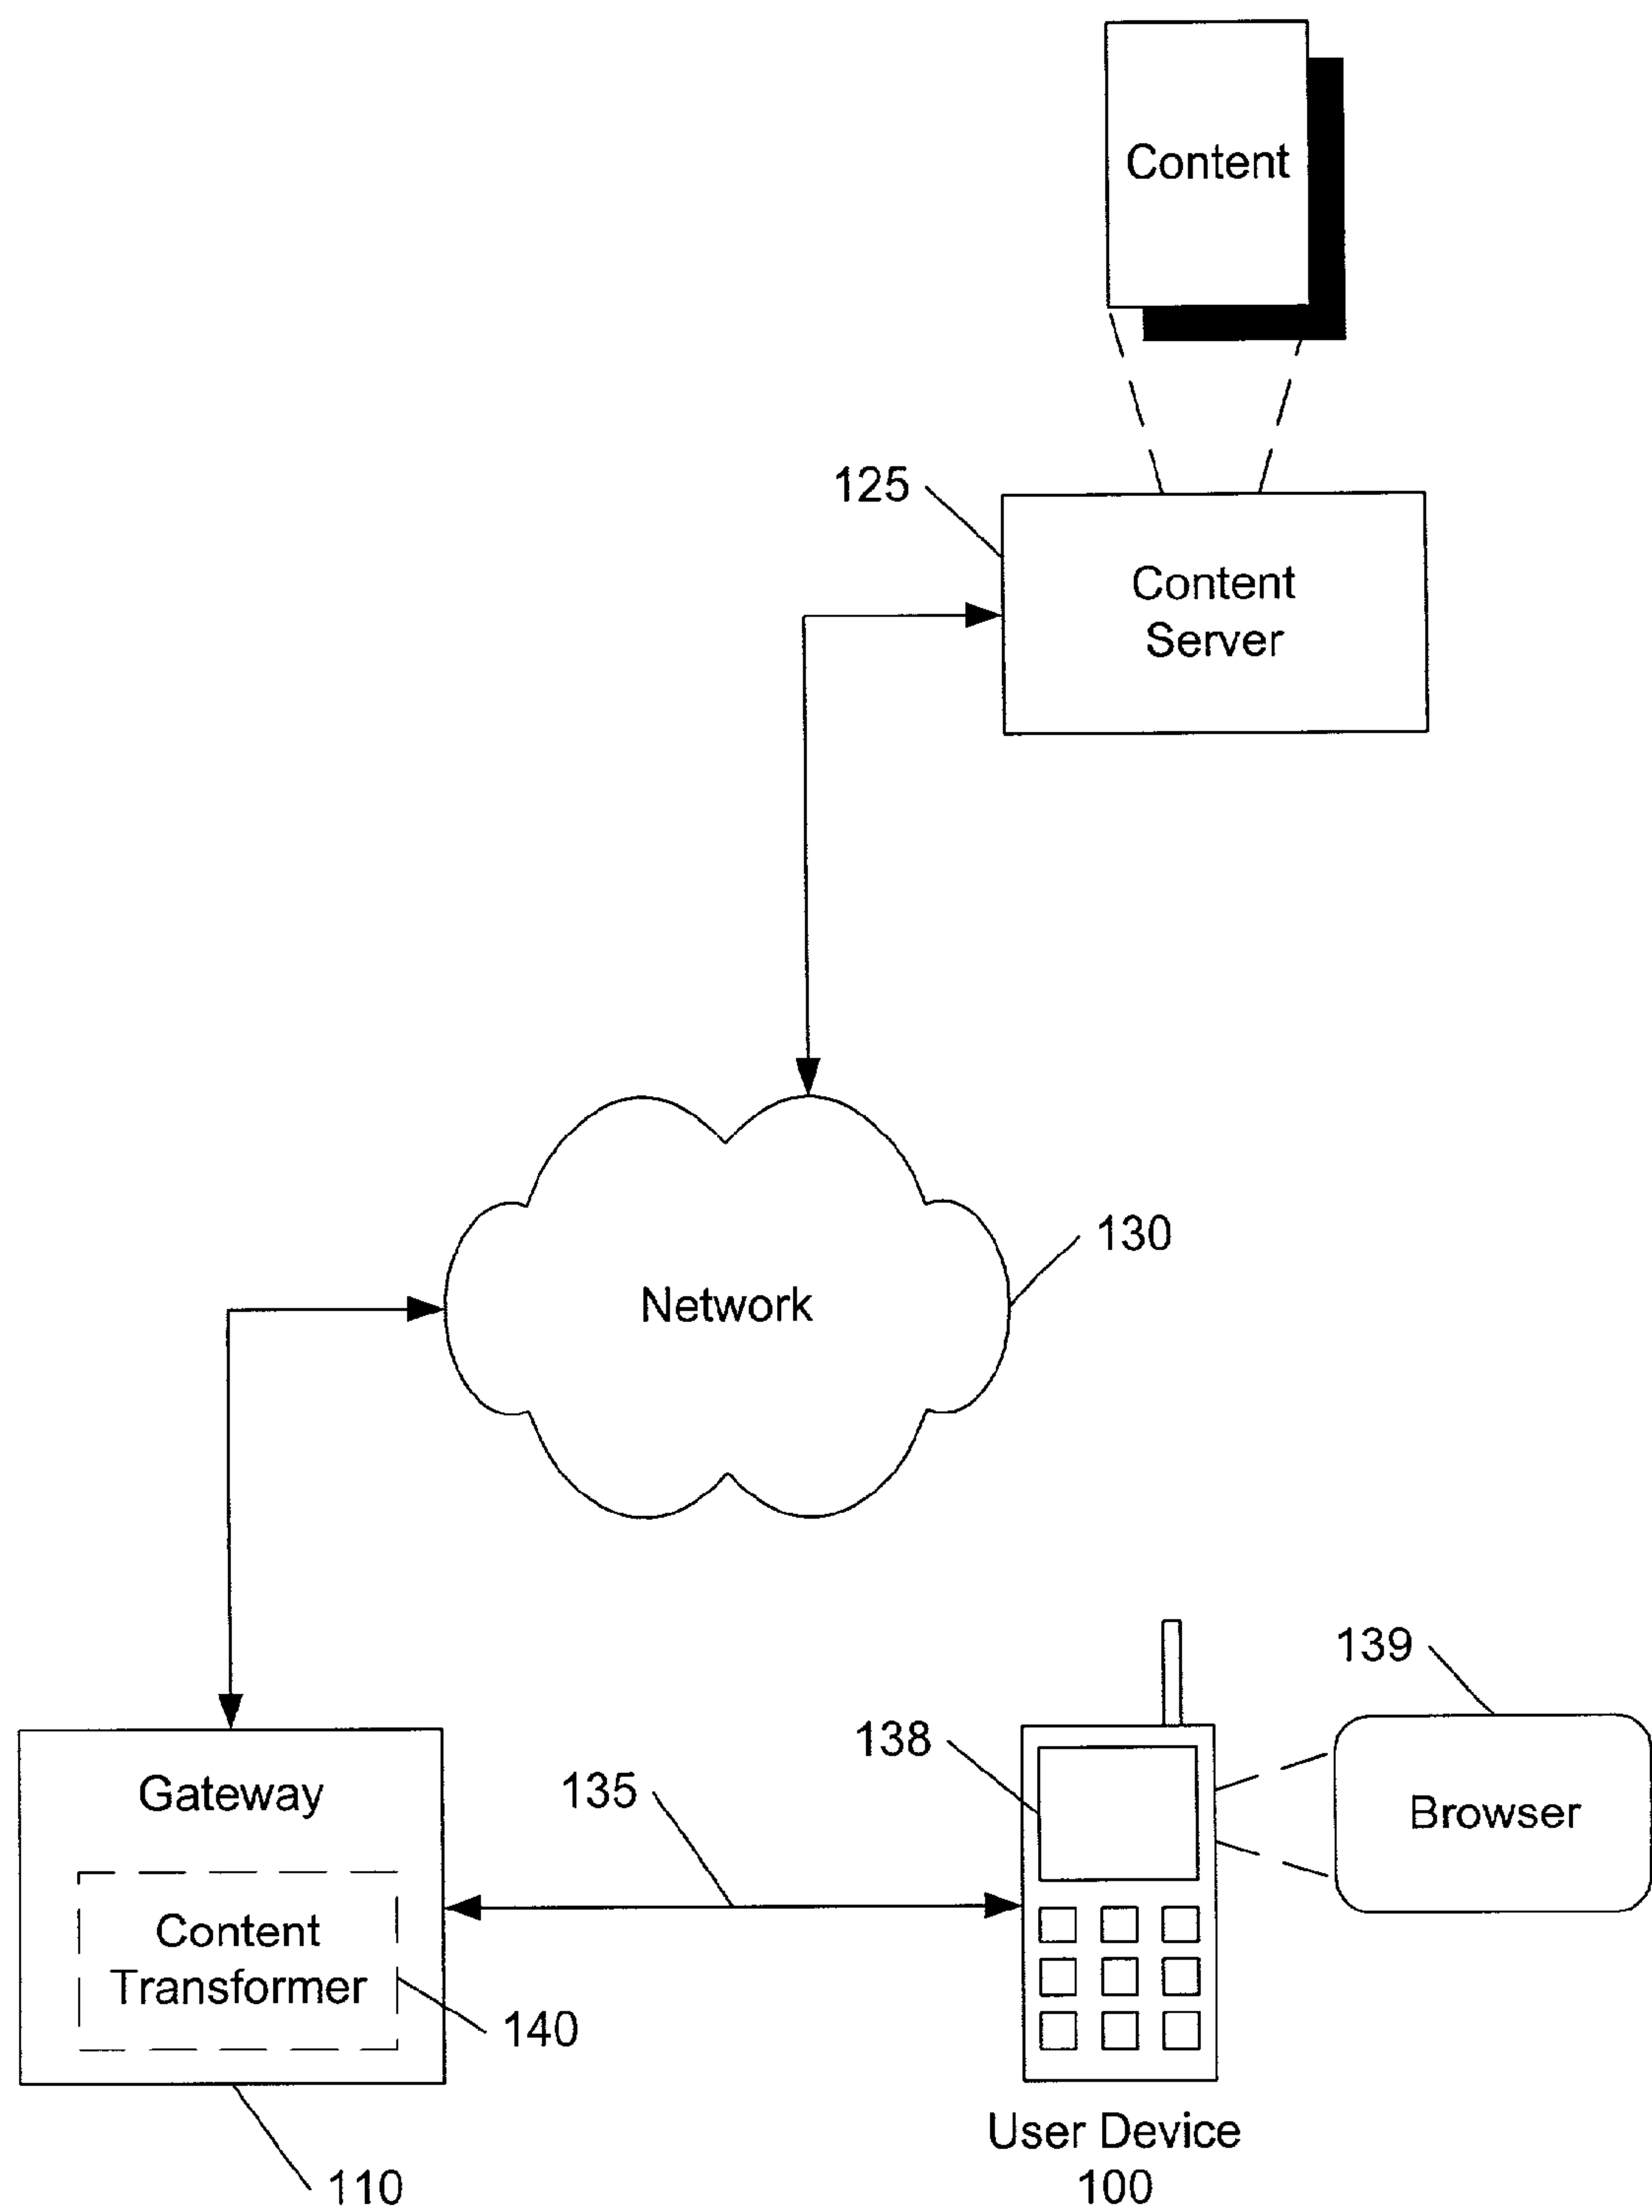 Content
125
Content
Server
130
Network
139
138
Browser
Gateway
135
Content
Transformer
140
User Device
100
110